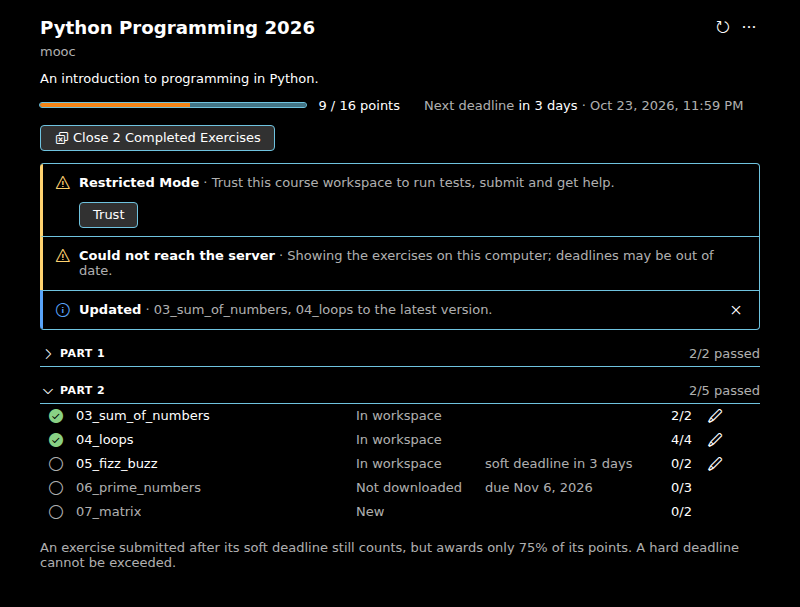 Python Programming 2026
mooc
An introduction to programming in Python.
9 / 16 points Next deadline in 3 days · Oct 23, 2026, 11:59 PM
Close 2 Completed Exercises
Restricted Mode · Trust this course workspace to run tests, submit and get help.
Trust
Could not reach the server · Showing the exercises on this computer; deadlines may be out of
date.
Updated · 03_sum_of_numbers, 04_loops to the latest version.
PART 1 2/2 passed
PART 2 2/5 passed
03_sum_of_numbers In workspace 2/2
04_loops In workspace 4/4
05_fizz_buzz In workspace soft deadline in 3 days 0/2
06_prime_numbers Not downloaded due Nov 6, 2026 0/3
07_matrix New 0/2
An exercise submitted after its soft deadline still counts, but awards only 75% of its points. A hard deadline
cannot be exceeded.